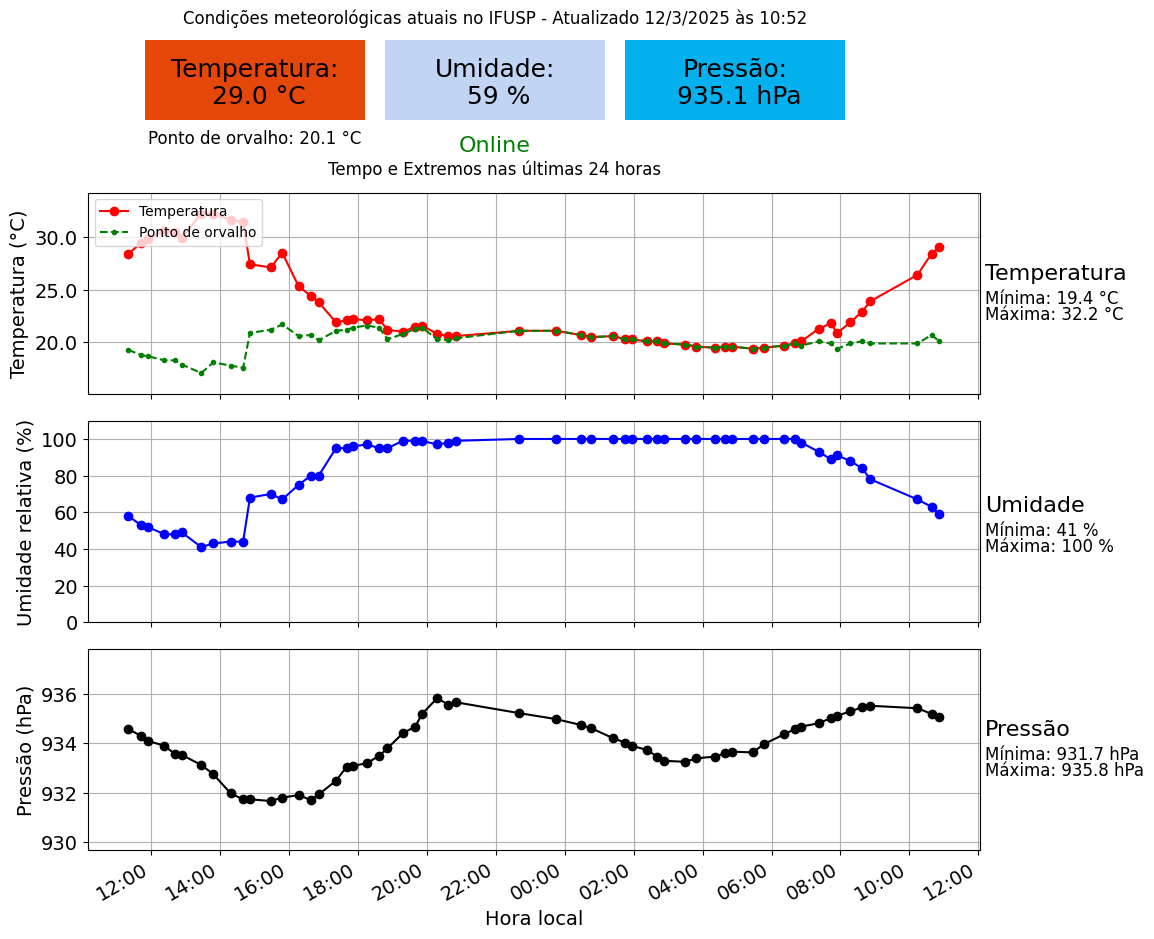 Condições meteorológicas atuais no IFUSP - Atualizado 12/3/2025 às 10:52
Temperatura:
29.0 °C
Umidade:
59 %
Pressão:
935.1 hPa
Ponto de orvalho: 20.1 °C
Online
Tempo e Extremos nas últimas 24 horas
Temperatura (°C)
30.0
25.0
20.0
Temperatura
Ponto de orvalho
Temperatura
Mínima: 19.4 °C
Máxima: 32.2 °C
Umidade relativa (%)
100
80
60
40
20
0
Umidade
Mínima: 41 %
Máxima: 100 %
Pressão (hPa)
936
934
932
930
Pressão
Mínima: 931.7 hPa
Máxima: 935.8 hPa
12:00
14:00
16:00
18:00
20:00
22:00
00:00
02:00
04:00
06:00
08:00
10:00
12:00
Hora local